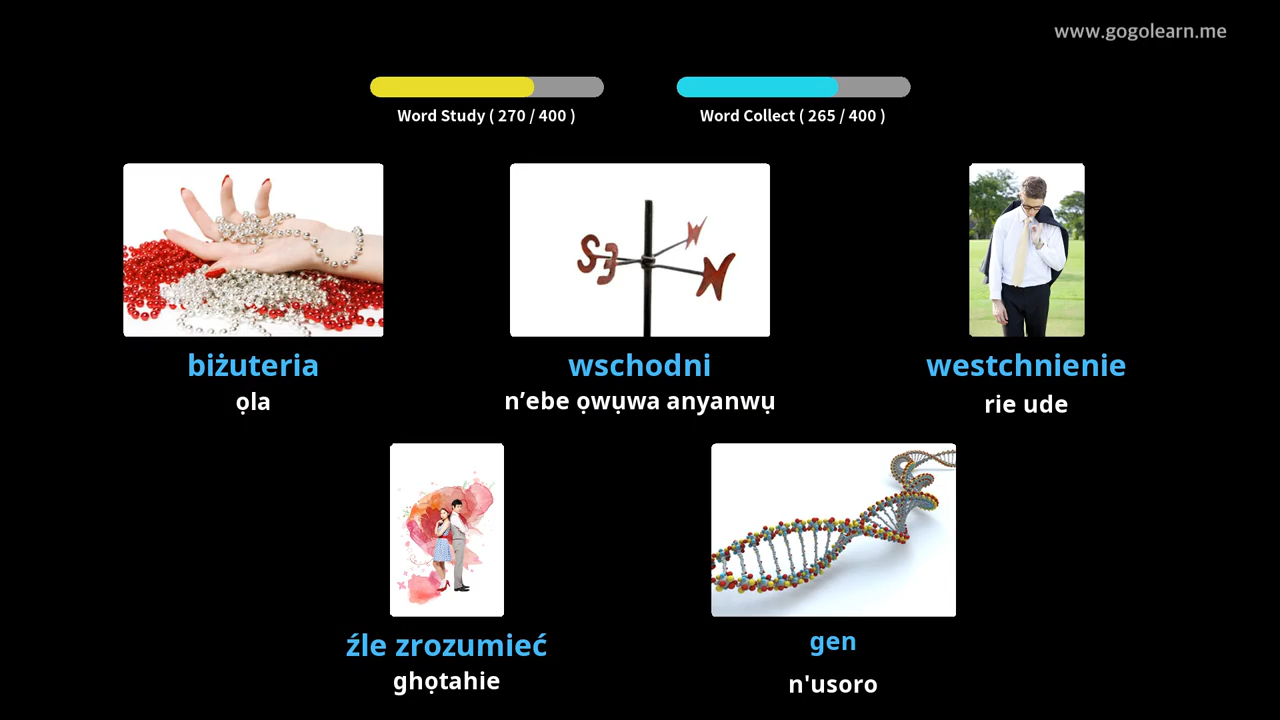 www.gogolearn.me
Word Study ( 270 / 400 )
Word Collect ( 265 / 400 )
S E N W
biżuteria
ọla
wschodni
n’ebe ọwụwa anyanwụ
westchnienie
rie ude
źle zrozumieć
ghọtahie
gen
n'usoro